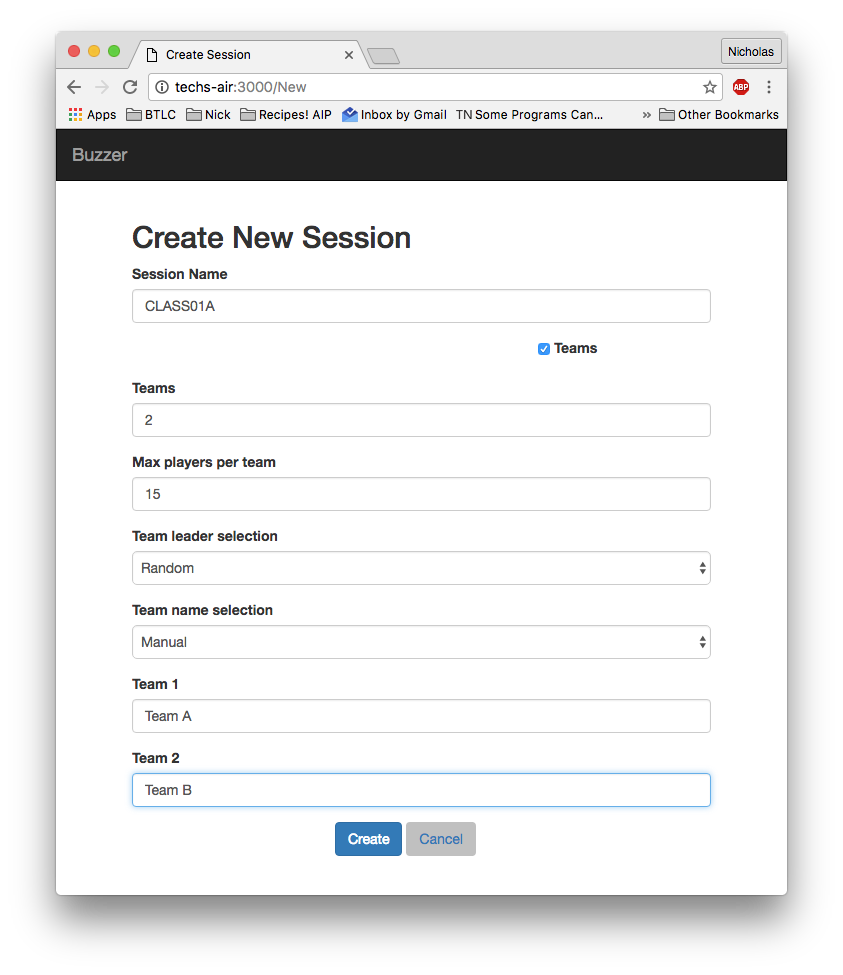 Create Session
Nicholas
techs-air:3000/New
ABP
Apps BTLC Nick Recipes! AIP Inbox by Gmail TN Some Programs Can... » Other Bookmarks
Buzzer
Create New Session
Session Name
CLASS01A
Teams
Teams
2
Max players per team
15
Team leader selection
Random
Team name selection
Manual
Team 1
Team A
Team 2
Team B
Create Cancel